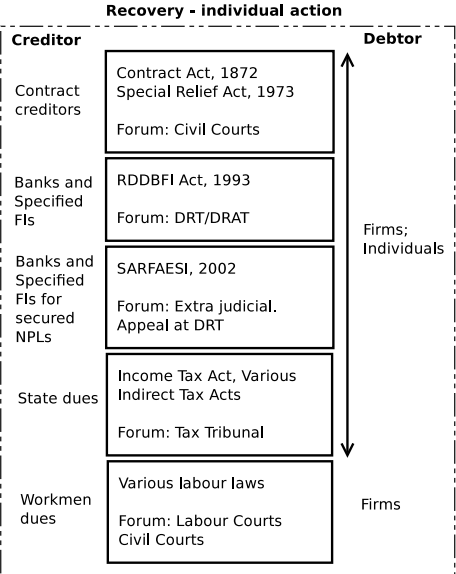 Recovery - individual action
Creditor
Debtor
Contract
creditors
Contract Act, 1872
Special Relief Act, 1973
Forum: Civil Courts
Banks and
Specified
FIs
RDDBFI Act, 1993
Forum: DRT/DRAT
Firms;
Individuals
Banks and
Specified
FIs for
secured
NPLs
SARFAESI, 2002
Forum: Extra judicial.
Appeal at DRT
State dues
Income Tax Act, Various
Indirect Tax Acts
Forum: Tax Tribunal
Workmen
dues
Various labour laws
Forum: Labour Courts
Civil Courts
Firms